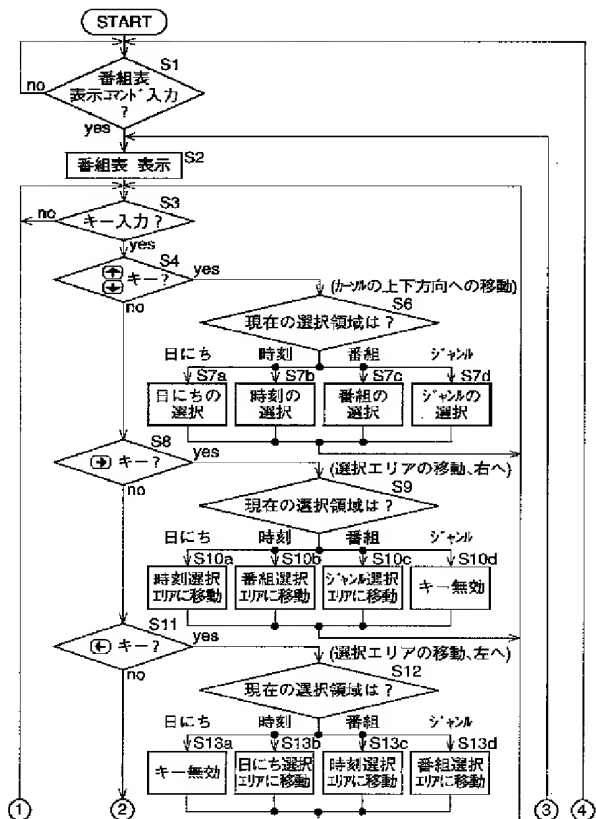 START
S1
番組表
表示コマンド入力
?
no
yes
番組表 表示
S2
S3
no
キー入力?
yes
S4
↑
↓
キー?
yes
no
(カーソルの上下方向への移動)
S6
現在の選択領域は?
日にち 時刻 番組 ジャンル
S7a S7b S7c S7d
日にちの
選択
時刻の
選択
番組の
選択
ジャンルの
選択
S8
→ キー?
yes
no
(選択エリアの移動、右へ)
S9
現在の選択領域は?
日にち 時刻 番組 ジャンル
S10a S10b S10c S10d
時刻選択
エリアに移動
番組選択
エリアに移動
ジャンル選択
エリアに移動
キー無効
S11
← キー?
yes
no
(選択エリアの移動、左へ)
S12
現在の選択領域は?
日にち 時刻 番組 ジャンル
S13a S13b S13c S13d
キー無効
日にち選択
エリアに移動
時刻選択
エリアに移動
番組選択
エリアに移動
① ② ③ ④